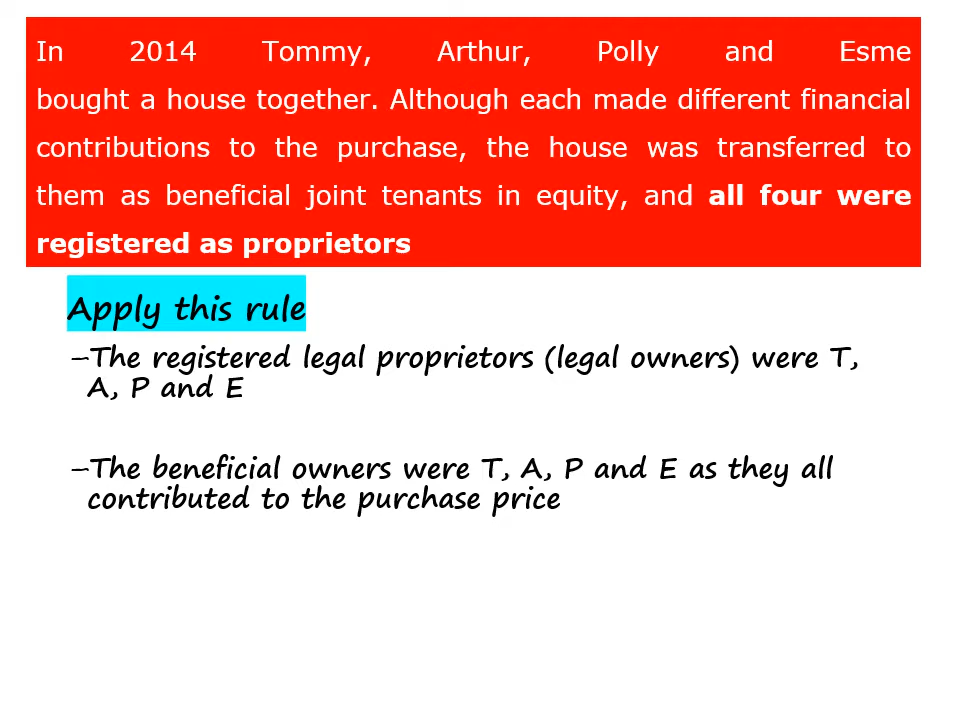 In 2014 Tommy, Arthur, Polly and Esme
bought a house together. Although each made different financial
contributions to the purchase, the house was transferred to
them as beneficial joint tenants in equity, and all four were
registered as proprietors
Apply this rule
–The registered legal proprietors (legal owners) were T,
A, P and E
–The beneficial owners were T, A, P and E as they all
contributed to the purchase price